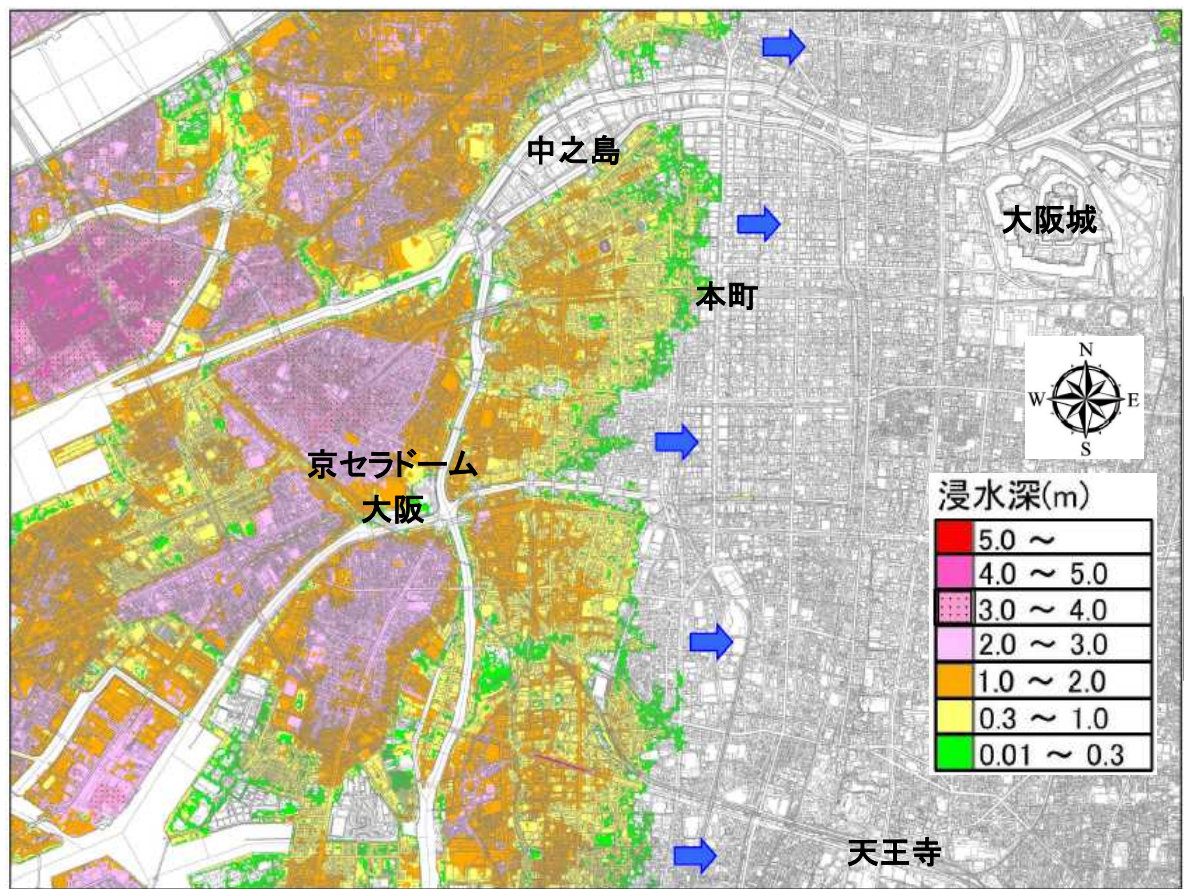 中之島
大阪城
本町
N
W E
S
京セラドーム
大阪
浸水深(m)
5.0 ～
4.0 ～ 5.0
3.0 ～ 4.0
2.0 ～ 3.0
1.0 ～ 2.0
0.3 ～ 1.0
0.01 ～ 0.3
天王寺